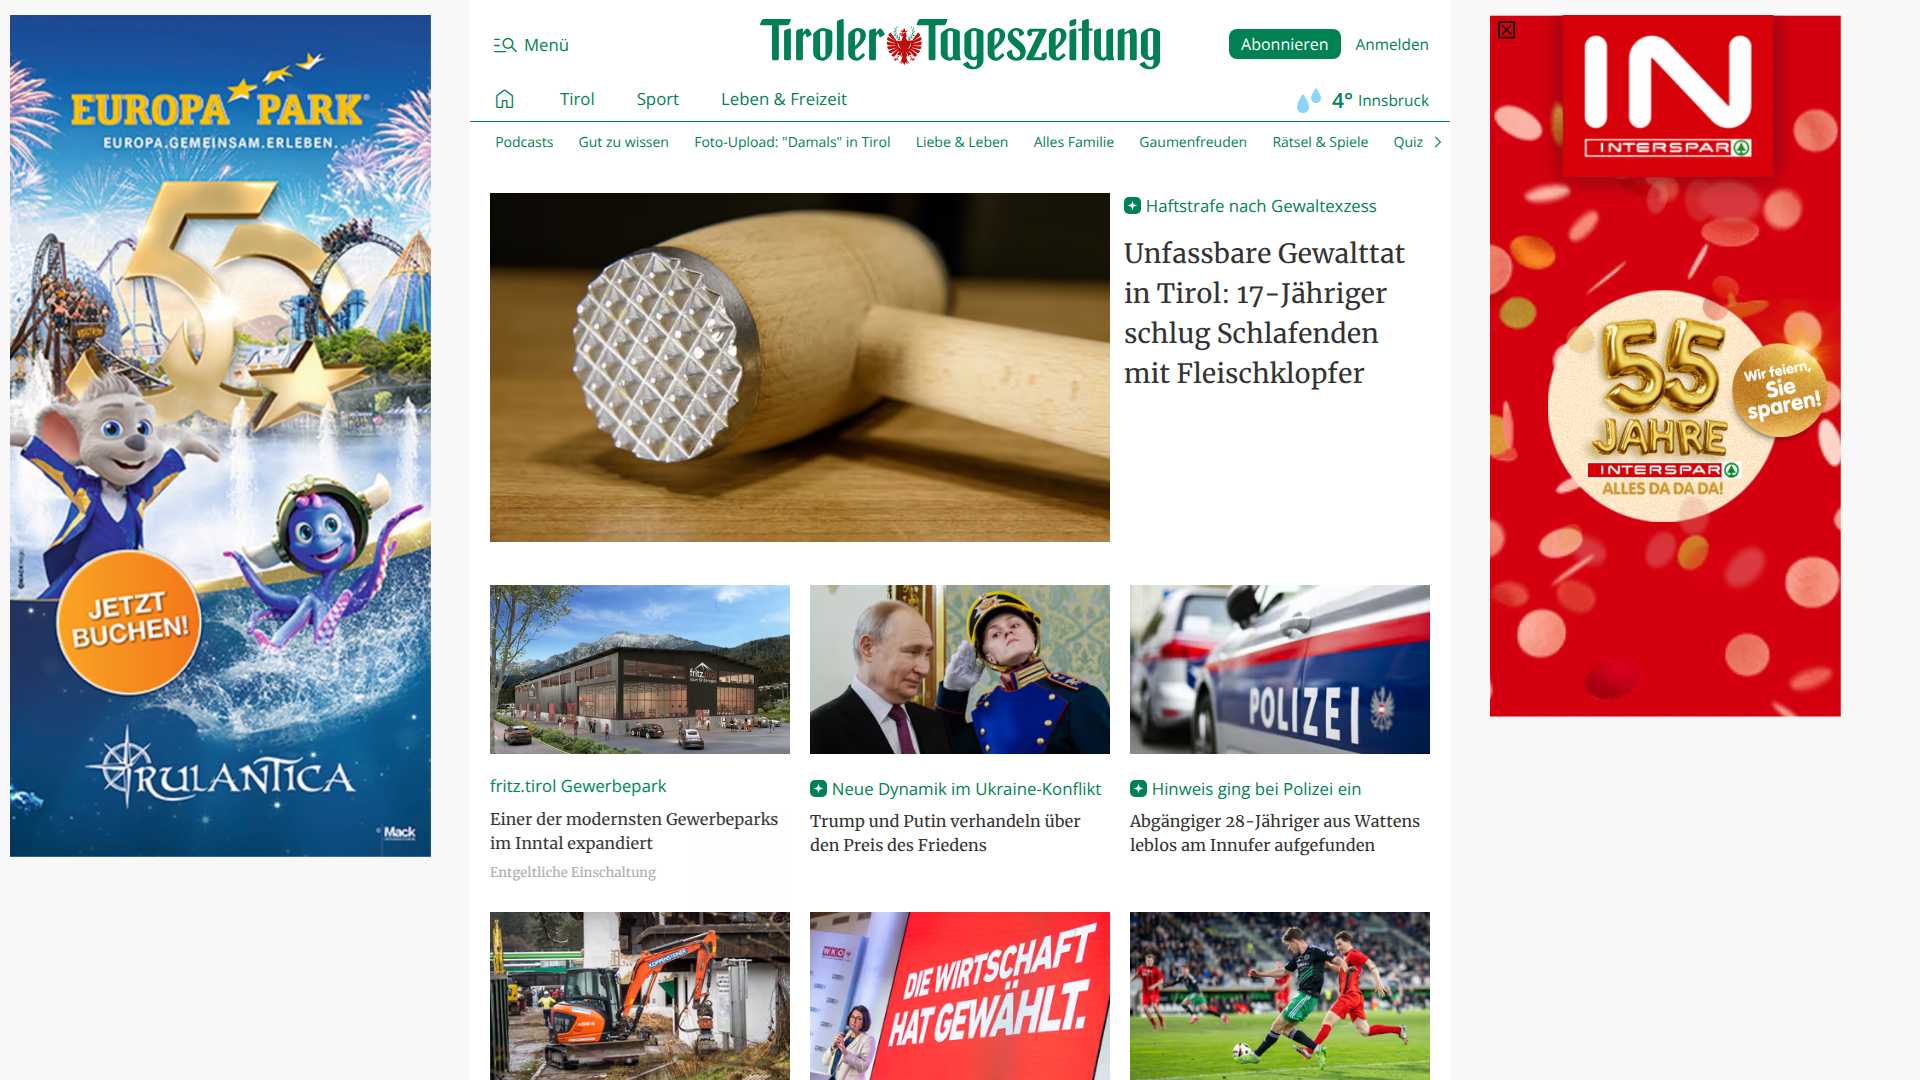 EUROPA PARK
EUROPA.GEMEINSAM.ERLEBEN.
50
JETZT
BUCHEN!
RULANTICA
Mack
Menü
Tiroler Tageszeitung
Abonnieren
Anmelden
Tirol
Sport
Leben & Freizeit
4° Innsbruck
Podcasts
Gut zu wissen
Foto-Upload: "Damals" in Tirol
Liebe & Leben
Alles Familie
Gaumenfreuden
Rätsel & Spiele
Quiz
Haftstrafe nach Gewaltexzess
Unfassbare Gewalttat
in Tirol: 17-Jähriger
schlug Schlafenden
mit Fleischklopfer
fritz.tirol
fritz.tirol Gewerbepark
Einer der modernsten Gewerbeparks
im Inntal expandiert
Entgeltliche Einschaltung
Neue Dynamik im Ukraine-Konflikt
Trump und Putin verhandeln über
den Preis des Friedens
POLIZEI
Hinweis ging bei Polizei ein
Abgängiger 28-Jähriger aus Wattens
leblos am Innufer aufgefunden
KOPPENSTEINER
WKO
DIE WIRTSCHAFT
HAT GEWÄHLT.
IN
INTERSPAR
55
JAHRE
INTERSPAR
ALLES DA DA DA!
Wir feiern,
Sie
sparen!